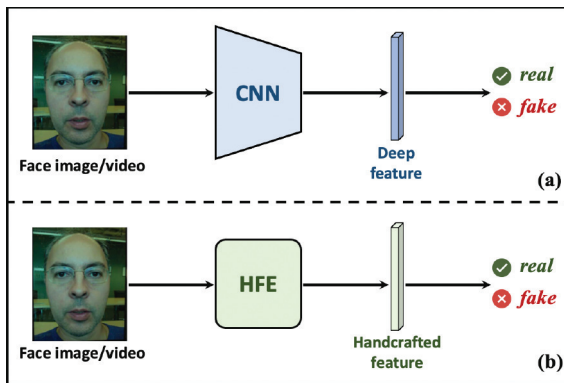 CNN
real
fake
Face image/video
Deep
feature
(a)
HFE
real
fake
Face image/video
Handcrafted
feature
(b)